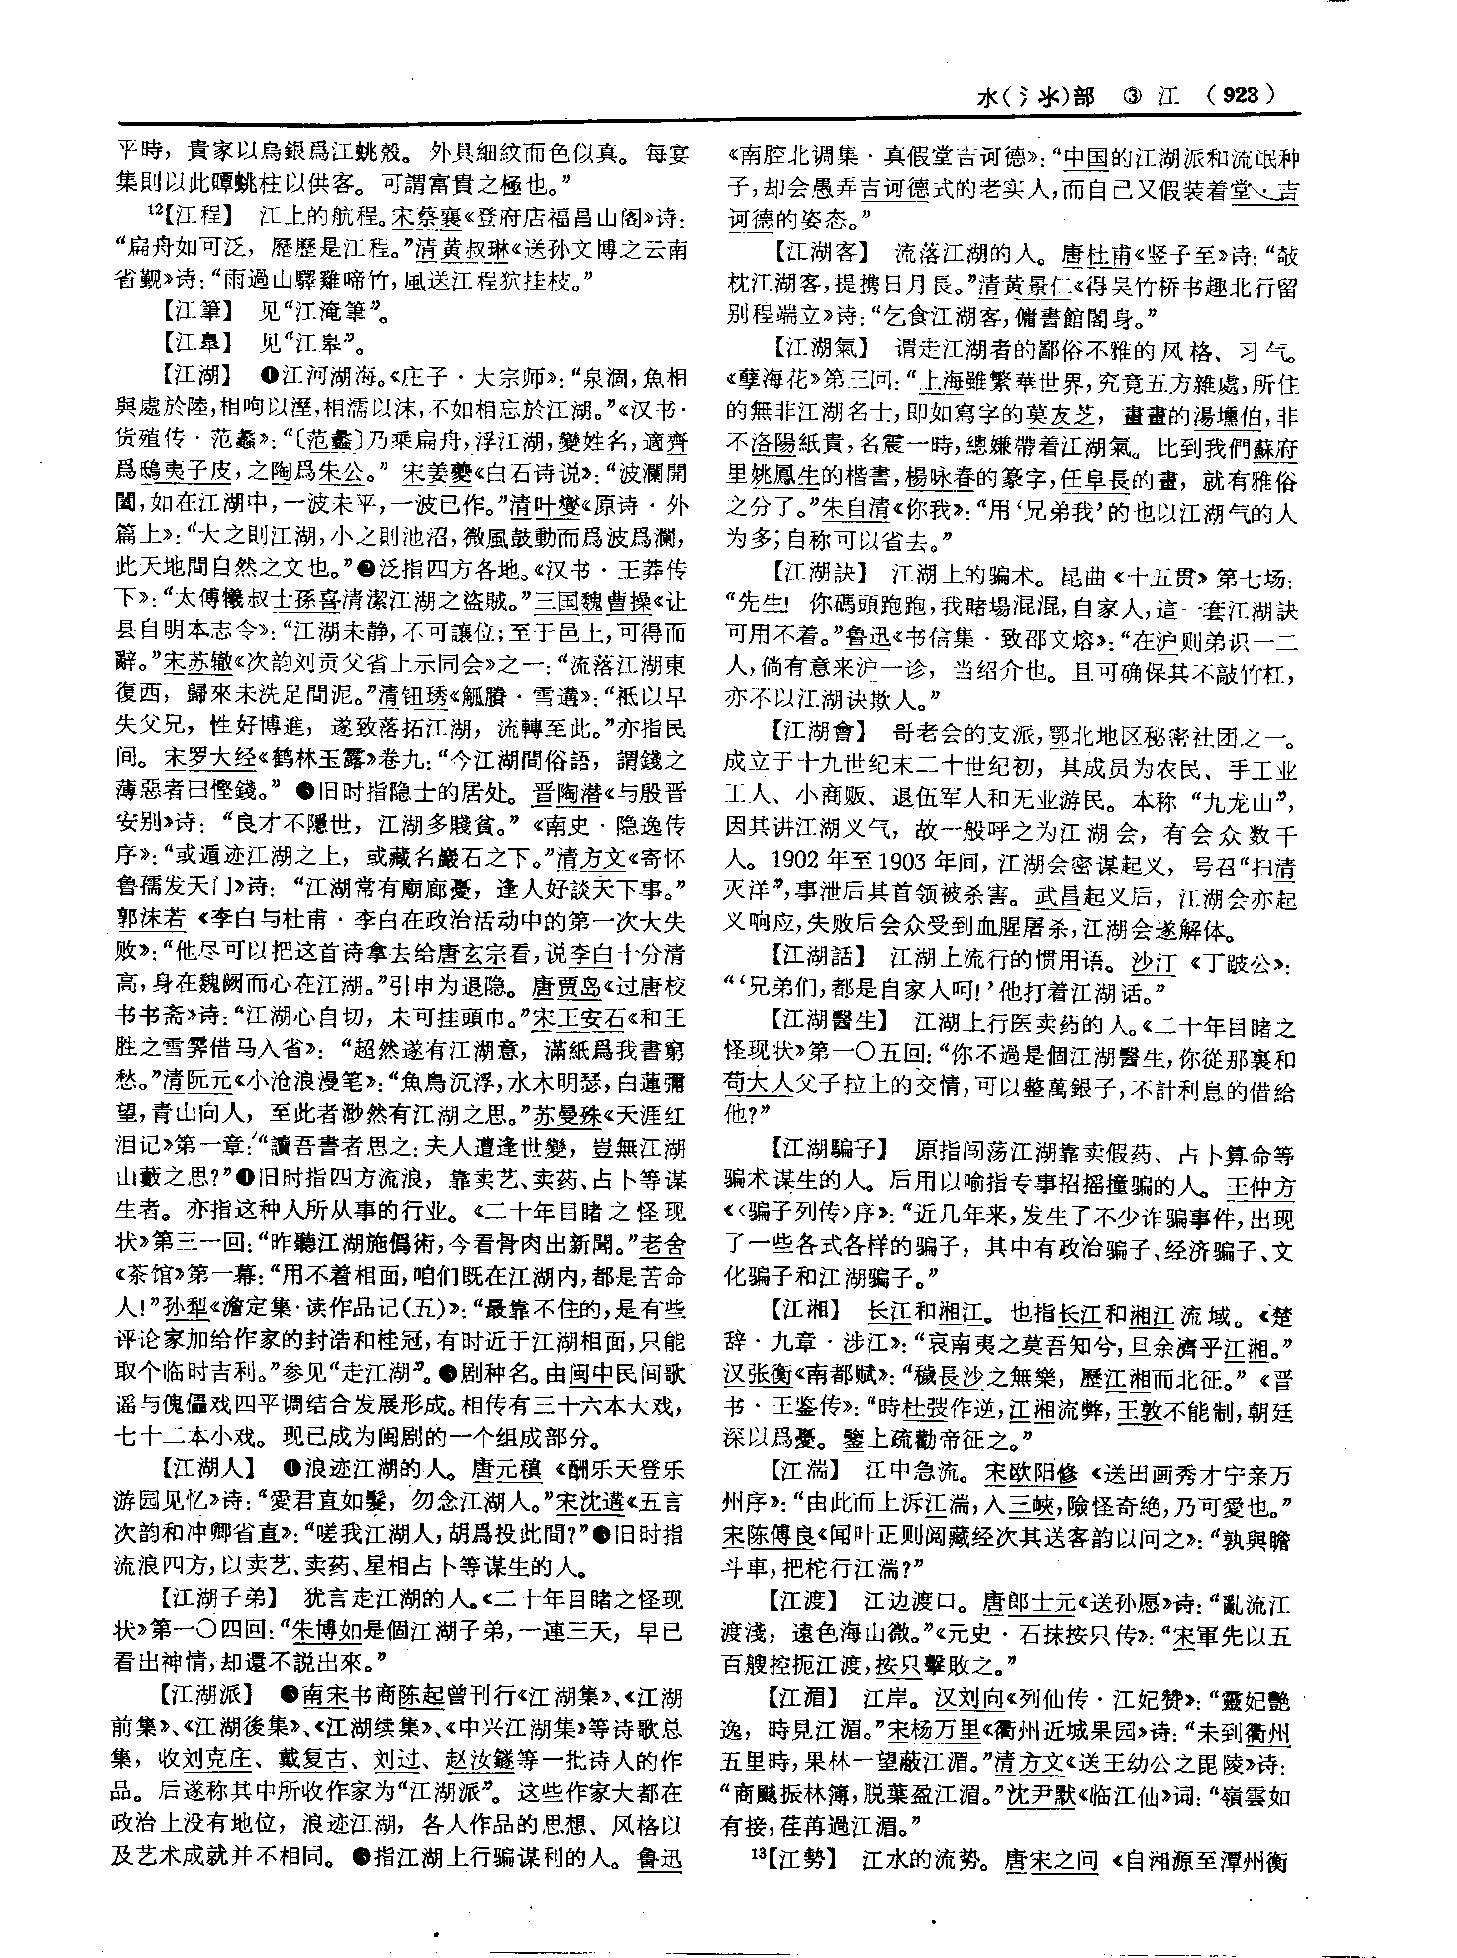 水(氵氺)部 ③ 江 (923)
平時，貴家以烏銀爲江蛾殼。外具細紋而色似真。每宴
集則以此瞫蛾柱以供客。可謂富貴之極也。”
¹²【江程】 江上的航程。宋蔡襄《登府店福昌山阁》诗：
“扁舟如可泛，歷歷是江程。”清黄叔琳《送孙文博之云南
省觐》诗：“雨過山驛雞啼竹，風送江程狖挂枝。”
【江筆】 见“江淹筆”。
【江臯】 见“江皋”。
【江湖】 ❶江河湖海。《庄子·大宗师》：“泉涸，魚相
與處於陸，相呴以溼，相濡以沫，不如相忘於江湖。”《汉书·
货殖传·范蠡》：“〔范蠡〕乃乘扁舟，浮江湖，變姓名，適齊
爲鴟夷子皮，之陶爲朱公。” 宋姜夔《白石诗说》：“波瀾開
闔，如在江湖中，一波未平，一波已作。”清叶燮《原诗·外
篇上》：“大之則江湖，小之則池沼，微風鼓動而爲波爲瀾，
此天地間自然之文也。”❷泛指四方各地。《汉书·王莽传
下》：“太傅犧叔士孫喜清潔江湖之盜賊。”三国魏曹操《让
县自明本志令》：“江湖未静，不可讓位；至于邑土，可得而
辭。”宋苏辙《次韵刘贡父省上示同会》之一：“流落江湖東
復西，歸來未洗足間泥。”清钮琇《觚賸·雪遘》：“祇以早
失父兄，性好博進，遂致落拓江湖，流轉至此。”亦指民
间。宋罗大经《鹤林玉露》卷九：“今江湖間俗語，謂錢之
薄惡者曰慳錢。” ❸旧时指隐士的居处。晋陶潜《与殷晋
安别》诗：“良才不隱世，江湖多賤貧。”《南史·隐逸传
序》：“或遁迹江湖之上，或藏名巖石之下。”清方文《寄怀
鲁孺发天门》诗：“江湖常有廟廊憂，逢人好談天下事。”
郭沫若《李白与杜甫·李白在政治活动中的第一次大失
败》：“他尽可以把这首诗拿去给唐玄宗看，说李白十分清
高，身在魏阙而心在江湖。”引申为退隐。唐贾岛《过唐校
书书斋》诗：“江湖心自切，未可挂頭巾。”宋王安石《和王
胜之雪霁借马入省》：“超然遂有江湖意，滿紙爲我書窮
愁。”清阮元《小沧浪漫笔》：“魚鳥沉浮，水木明瑟，白蓮彌
望，青山向人，至此者渺然有江湖之思。”苏曼殊《天涯红
泪记》第一章：“讀吾書者思之：夫人遭逢世變，豈無江湖
山藪之思？”❹旧时指四方流浪，靠卖艺、卖药、占卜等谋
生者。亦指这种人所从事的行业。《二十年目睹之怪现
状》第三一回：“昨聽江湖施僞術，今看骨肉出新聞。”老舍
《茶馆》第一幕：“用不着相面，咱们既在江湖内，都是苦命
人！”孙犁《澹定集·读作品记（五）》：“最靠不住的，是有些
评论家加给作家的封诰和桂冠，有时近于江湖相面，只能
取个临时吉利。”参见“走江湖”。❺剧种名。由闽中民间歌
谣与傀儡戏四平调结合发展形成。相传有三十六本大戏，
七十二本小戏。现已成为闽剧的一个组成部分。
【江湖人】 ❶浪迹江湖的人。唐元稹《酬乐天登乐
游园见忆》诗：“愛君直如髮，勿念江湖人。”宋沈遘《五言
次韵和冲卿省直》：“嗟我江湖人，胡爲投此間？”❷旧时指
流浪四方，以卖艺、卖药、星相占卜等谋生的人。
【江湖子弟】 犹言走江湖的人。《二十年目睹之怪现
状》第一〇四回：“朱博如是個江湖子弟，一連三天，早已
看出神情，却還不説出來。”
【江湖派】 ❶南宋书商陈起曾刊行《江湖集》、《江湖
前集》、《江湖後集》、《江湖续集》、《中兴江湖集》等诗歌总
集，收刘克庄、戴复古、刘过、赵汝鐩等一批诗人的作
品。后遂称其中所收作家为“江湖派”。这些作家大都在
政治上没有地位，浪迹江湖，各人作品的思想、风格以
及艺术成就并不相同。❷指江湖上行骗谋利的人。鲁迅
《南腔北调集·真假堂吉诃德》：“中国的江湖派和流氓种
子，却会愚弄吉诃德式的老实人，而自己又假装着堂·吉
诃德的姿态。”
【江湖客】 流落江湖的人。唐杜甫《竖子至》诗：“欹
枕江湖客，提携日月長。”清黄景仁《得吴竹桥书趣北行留
别程端立》诗：“乞食江湖客，傭書館閣身。”
【江湖氣】 谓走江湖者的鄙俗不雅的风格、习气。
《孽海花》第三回：“上海雖繁華世界，究竟五方雜處，所住
的無非江湖名士，即如寫字的莫友芝，畫畫的湯壎伯，非
不洛陽紙貴，名震一時，總嫌帶着江湖氣。比到我們蘇府
里姚鳳生的楷書，楊咏春的篆字，任阜長的畫，就有雅俗
之分了。”朱自清《你我》：“用‘兄弟我’的也以江湖气的人
为多；自称可以省去。”
【江湖訣】 江湖上的骗术。昆曲《十五贯》第七场：
“先生！你碼頭跑跑，我賭場混混，自家人，這一套江湖訣
可用不着。”鲁迅《书信集·致邵文熔》：“在沪则弟识一二
人，倘有意来沪一诊，当绍介也。且可确保其不敲竹杠，
亦不以江湖诀欺人。”
【江湖會】 哥老会的支派，鄂北地区秘密社团之一。
成立于十九世纪末二十世纪初，其成员为农民、手工业
工人、小商贩、退伍军人和无业游民。本称“九龙山”，
因其讲江湖义气，故一般呼之为江湖会，有会众数千
人。1902年至1903年间，江湖会密谋起义，号召“扫清
灭洋”，事泄后其首领被杀害。武昌起义后，江湖会亦起
义响应，失败后会众受到血腥屠杀，江湖会遂解体。
【江湖話】 江湖上流行的惯用语。沙汀《丁跛公》：
“‘兄弟们，都是自家人呵！’他打着江湖话。”
【江湖醫生】 江湖上行医卖药的人。《二十年目睹之
怪现状》第一〇五回：“你不過是個江湖醫生，你從那裏和
苟大人父子拉上的交情，可以整萬銀子，不計利息的借給
他？”
【江湖騙子】 原指闯荡江湖靠卖假药、占卜算命等
骗术谋生的人。后用以喻指专事招摇撞骗的人。王仲方
《〈骗子列传〉序》：“近几年来，发生了不少诈骗事件，出现
了一些各式各样的骗子，其中有政治骗子、经济骗子、文
化骗子和江湖骗子。”
【江湘】 长江和湘江。也指长江和湘江流域。《楚
辞·九章·涉江》：“哀南夷之莫吾知兮，旦余濟乎江湘。”
汉张衡《南都赋》：“穢長沙之無樂，歷江湘而北征。”《晋
书·王鉴传》：“時杜弢作逆，江湘流弊，王敦不能制，朝廷
深以爲憂。鑒上疏勸帝征之。”
【江湍】 江中急流。宋欧阳修《送田画秀才宁亲万
州序》：“由此而上泝江湍，入三峽，險怪奇絶，乃可愛也。”
宋陈傅良《闻叶正则阅藏经次其送客韵以问之》：“孰與瞻
斗車，把柁行江湍？”
【江渡】 江边渡口。唐郎士元《送孙愿》诗：“亂流江
渡淺，遠色海山微。”《元史·石抹按只传》：“宋軍先以五
百艘控扼江渡，按只擊敗之。”
【江湄】 江岸。汉刘向《列仙传·江妃赞》：“靈妃艷
逸，時見江湄。”宋杨万里《衢州近城果园》诗：“未到衢州
五里時，果林一望蔽江湄。”清方文《送王幼公之毘陵》诗：
“商飈振林薄，脱葉盈江湄。”沈尹默《临江仙》词：“嶺雲如
有接，荏苒過江湄。”
¹³【江勢】 江水的流势。唐宋之问《自湘源至潭州衡